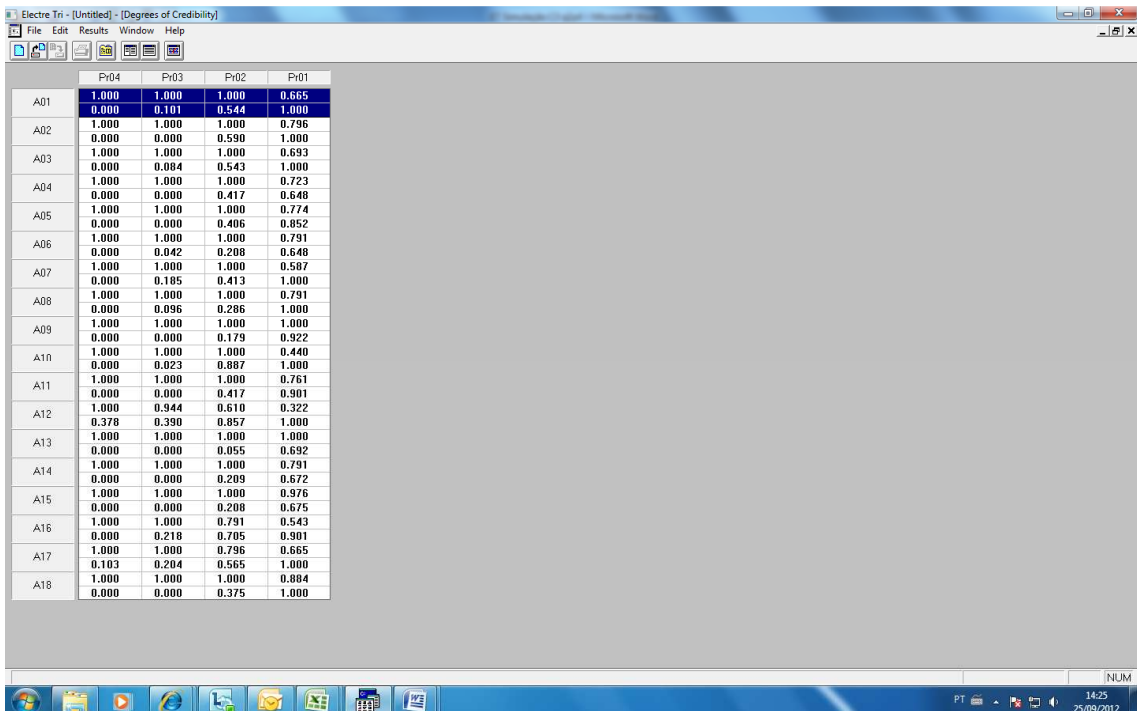 Electre Tri - [Untitled] - [Degrees of Credibility]
File Edit Results Window Help
Pr04 Pr03 Pr02 Pr01
A01 1.000 1.000 1.000 0.665
0.000 0.101 0.544 1.000
A02 1.000 1.000 1.000 0.796
0.000 0.000 0.590 1.000
A03 1.000 1.000 1.000 0.693
0.000 0.084 0.543 1.000
A04 1.000 1.000 1.000 0.723
0.000 0.000 0.417 0.648
A05 1.000 1.000 1.000 0.774
0.000 0.000 0.406 0.852
A06 1.000 1.000 1.000 0.791
0.000 0.042 0.208 0.648
A07 1.000 1.000 1.000 0.587
0.000 0.185 0.413 1.000
A08 1.000 1.000 1.000 0.791
0.000 0.096 0.286 1.000
A09 1.000 1.000 1.000 1.000
0.000 0.000 0.179 0.922
A10 1.000 1.000 1.000 0.440
0.000 0.023 0.887 1.000
A11 1.000 1.000 1.000 0.761
0.000 0.000 0.417 0.901
A12 1.000 0.944 0.610 0.322
0.378 0.390 0.857 1.000
A13 1.000 1.000 1.000 1.000
0.000 0.000 0.055 0.692
A14 1.000 1.000 1.000 0.791
0.000 0.000 0.209 0.672
A15 1.000 1.000 1.000 0.976
0.000 0.000 0.208 0.675
A16 1.000 1.000 0.791 0.543
0.000 0.218 0.705 0.901
A17 1.000 1.000 0.796 0.665
0.103 0.204 0.565 1.000
A18 1.000 1.000 1.000 0.884
0.000 0.000 0.375 1.000
NUM
PT 14:25
25/09/2012